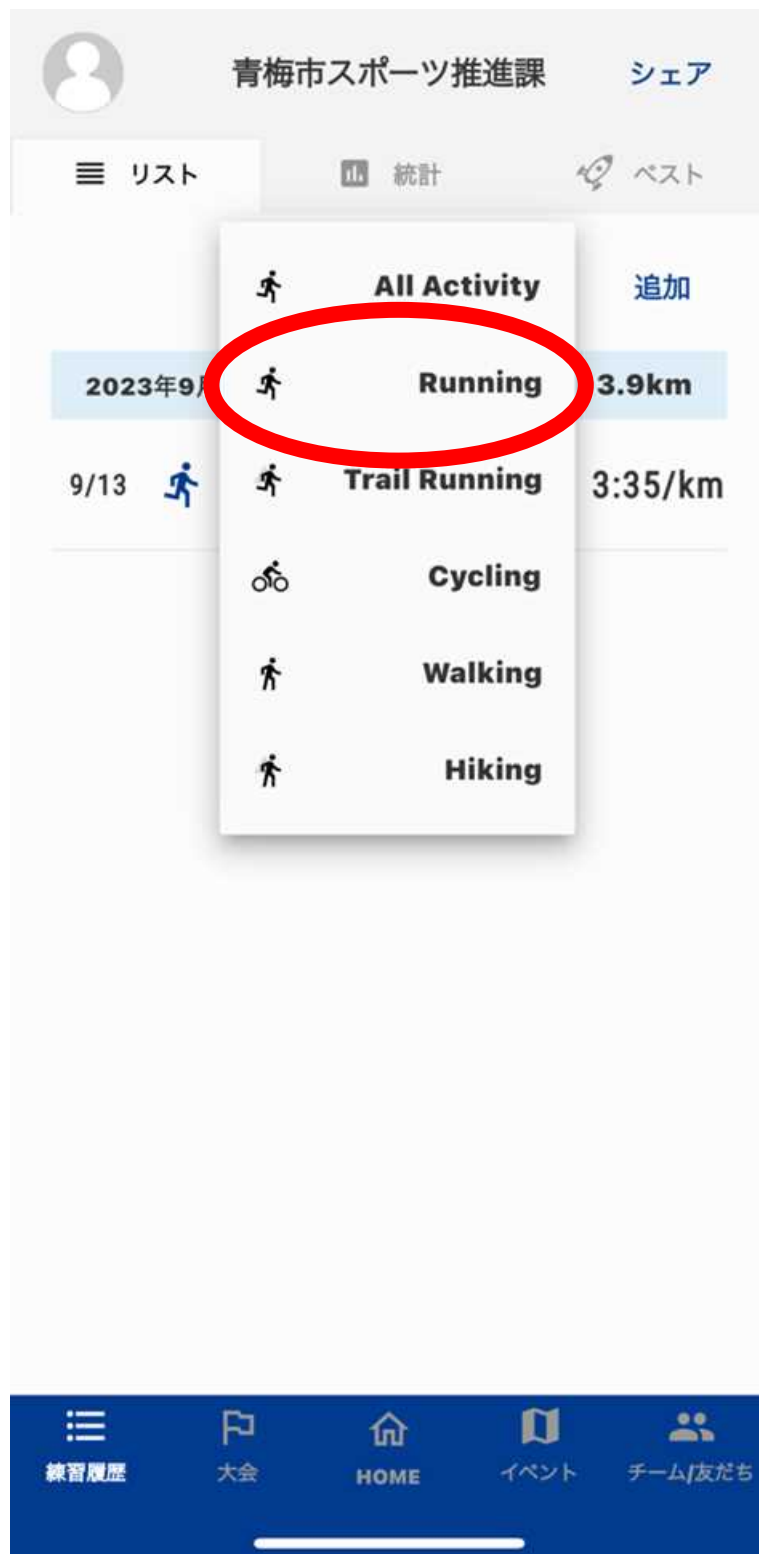 青梅市スポーツ推進課 シェア
リスト 統計 ベスト
All Activity 追加
2023年9月 Running 3.9km
9/13 Trail Running 3:35/km
Cycling
Walking
Hiking
練習履歴 大会 HOME イベント チーム/友だち